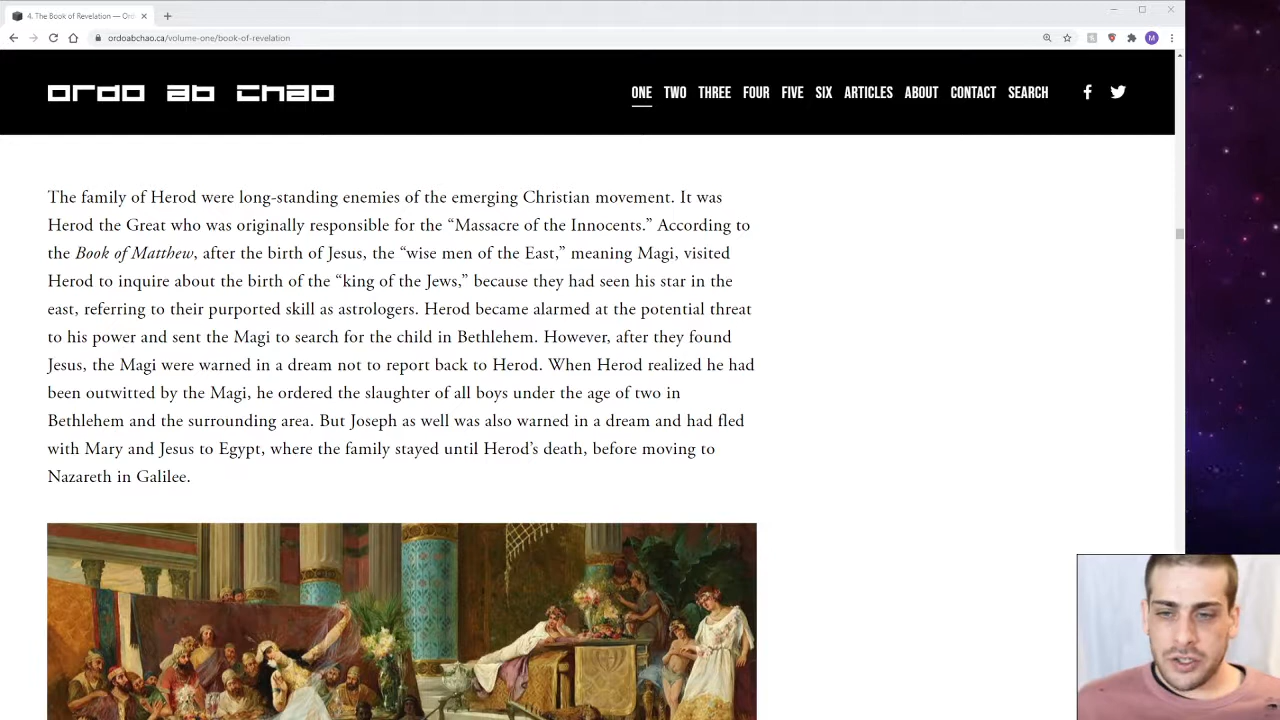 4. The Book of Revelation — Ord
ordoabchao.ca/volume-one/book-of-revelation
M
ordo ab chao
ONE TWO THREE FOUR FIVE SIX ARTICLES ABOUT CONTACT SEARCH
The family of Herod were long-standing enemies of the emerging Christian movement. It was
Herod the Great who was originally responsible for the “Massacre of the Innocents.” According to
the Book of Matthew, after the birth of Jesus, the “wise men of the East,” meaning Magi, visited
Herod to inquire about the birth of the “king of the Jews,” because they had seen his star in the
east, referring to their purported skill as astrologers. Herod became alarmed at the potential threat
to his power and sent the Magi to search for the child in Bethlehem. However, after they found
Jesus, the Magi were warned in a dream not to report back to Herod. When Herod realized he had
been outwitted by the Magi, he ordered the slaughter of all boys under the age of two in
Bethlehem and the surrounding area. But Joseph as well was also warned in a dream and had fled
with Mary and Jesus to Egypt, where the family stayed until Herod’s death, before moving to
Nazareth in Galilee.